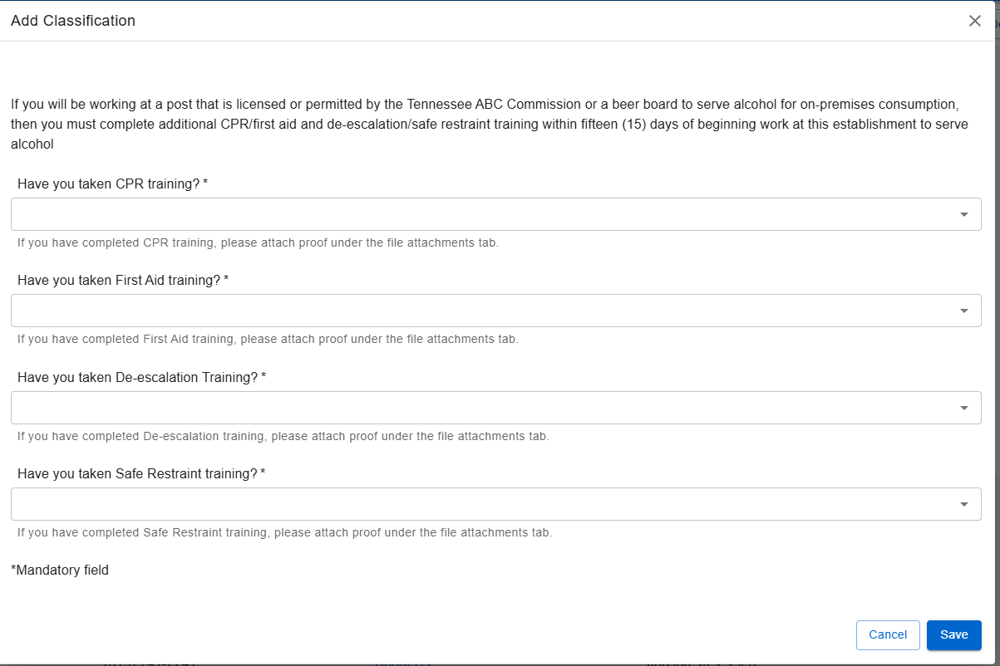 Add Classification
If you will be working at a post that is licensed or permitted by the Tennessee ABC Commission or a beer board to serve alcohol for on-premises consumption,
then you must complete additional CPR/first aid and de-escalation/safe restraint training within fifteen (15) days of beginning work at this establishment to serve
alcohol
Have you taken CPR training? *
If you have completed CPR training, please attach proof under the file attachments tab.
Have you taken First Aid training? *
If you have completed First Aid training, please attach proof under the file attachments tab.
Have you taken De-escalation Training? *
If you have completed De-escalation training, please attach proof under the file attachments tab.
Have you taken Safe Restraint training? *
If you have completed Safe Restraint training, please attach proof under the file attachments tab.
*Mandatory field
Cancel Save